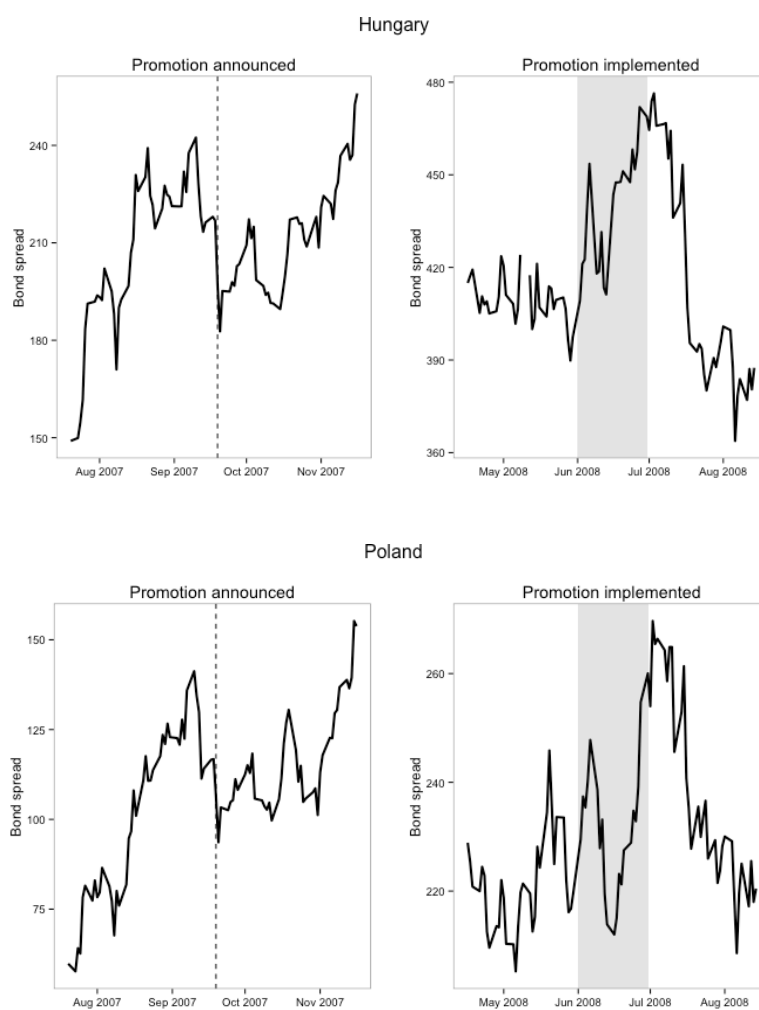 Hungary
Promotion announced
Bond spread
240
210
180
150
Aug 2007 Sep 2007 Oct 2007 Nov 2007
Promotion implemented
Bond spread
480
450
420
390
360
May 2008 Jun 2008 Jul 2008 Aug 2008
Poland
Promotion announced
Bond spread
150
125
100
75
Aug 2007 Sep 2007 Oct 2007 Nov 2007
Promotion implemented
Bond spread
260
240
220
May 2008 Jun 2008 Jul 2008 Aug 2008